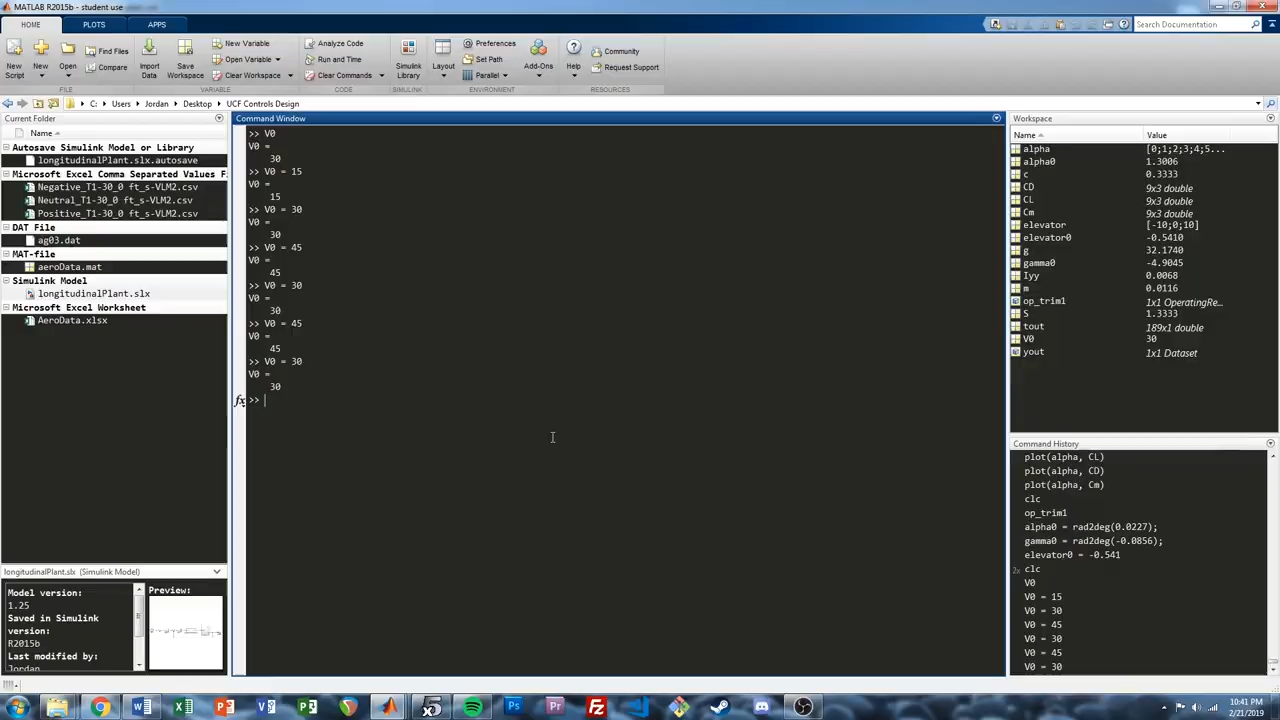 MATLAB R2015b - student use
HOME
PLOTS
APPS
Search Documentation
New Script
New
Open
Find Files
Compare
Import Data
Save Workspace
New Variable
Open Variable
Clear Workspace
Analyze Code
Run and Time
Clear Commands
Simulink Library
Layout
Preferences
Set Path
Parallel
Add-Ons
Help
Community
Request Support
FILE
VARIABLE
CODE
SIMULINK
ENVIRONMENT
RESOURCES
C: Users Jordan Desktop UCF Controls Design
Current Folder
Name
Autosave Simulink Model or Library
longitudinalPlant.slx.autosave
Microsoft Excel Comma Separated Values F
Negative_T1-30_0 ft_s-VLM2.csv
Neutral_T1-30_0 ft_s-VLM2.csv
Positive_T1-30_0 ft_s-VLM2.csv
DAT File
ag03.dat
MAT-file
aeroData.mat
Simulink Model
longitudinalPlant.slx
Microsoft Excel Worksheet
AeroData.xlsx
longitudinalPlant.slx (Simulink Model)
Model version:
1.25
Saved in Simulink
version:
R2015b
Last modified by:
Jordan
Preview:
Command Window
>> V0
V0 =
30
>> V0 = 15
V0 =
15
>> V0 = 30
V0 =
30
>> V0 = 45
V0 =
45
>> V0 = 30
V0 =
30
>> V0 = 45
V0 =
45
>> V0 = 30
V0 =
30
fx >>
Workspace
Name Value
alpha [0;1;2;3;4;5...
alpha0 1.3006
c 0.3333
CD 9x3 double
CL 9x3 double
Cm 9x3 double
elevator [-10;0;10]
elevator0 -0.5410
g 32.1740
gamma0 -4.9045
Iyy 0.0068
m 0.0116
op_trim1 1x1 OperatingRe...
S 1.3333
tout 189x1 double
V0 30
yout 1x1 Dataset
Command History
plot(alpha, CL)
plot(alpha, CD)
plot(alpha, Cm)
clc
op_trim1
alpha0 = rad2deg(0.0227);
gamma0 = rad2deg(-0.0856);
elevator0 = -0.541
2x clc
V0
V0 = 15
V0 = 30
V0 = 45
V0 = 30
V0 = 45
V0 = 30
10:41 PM
2/21/2019